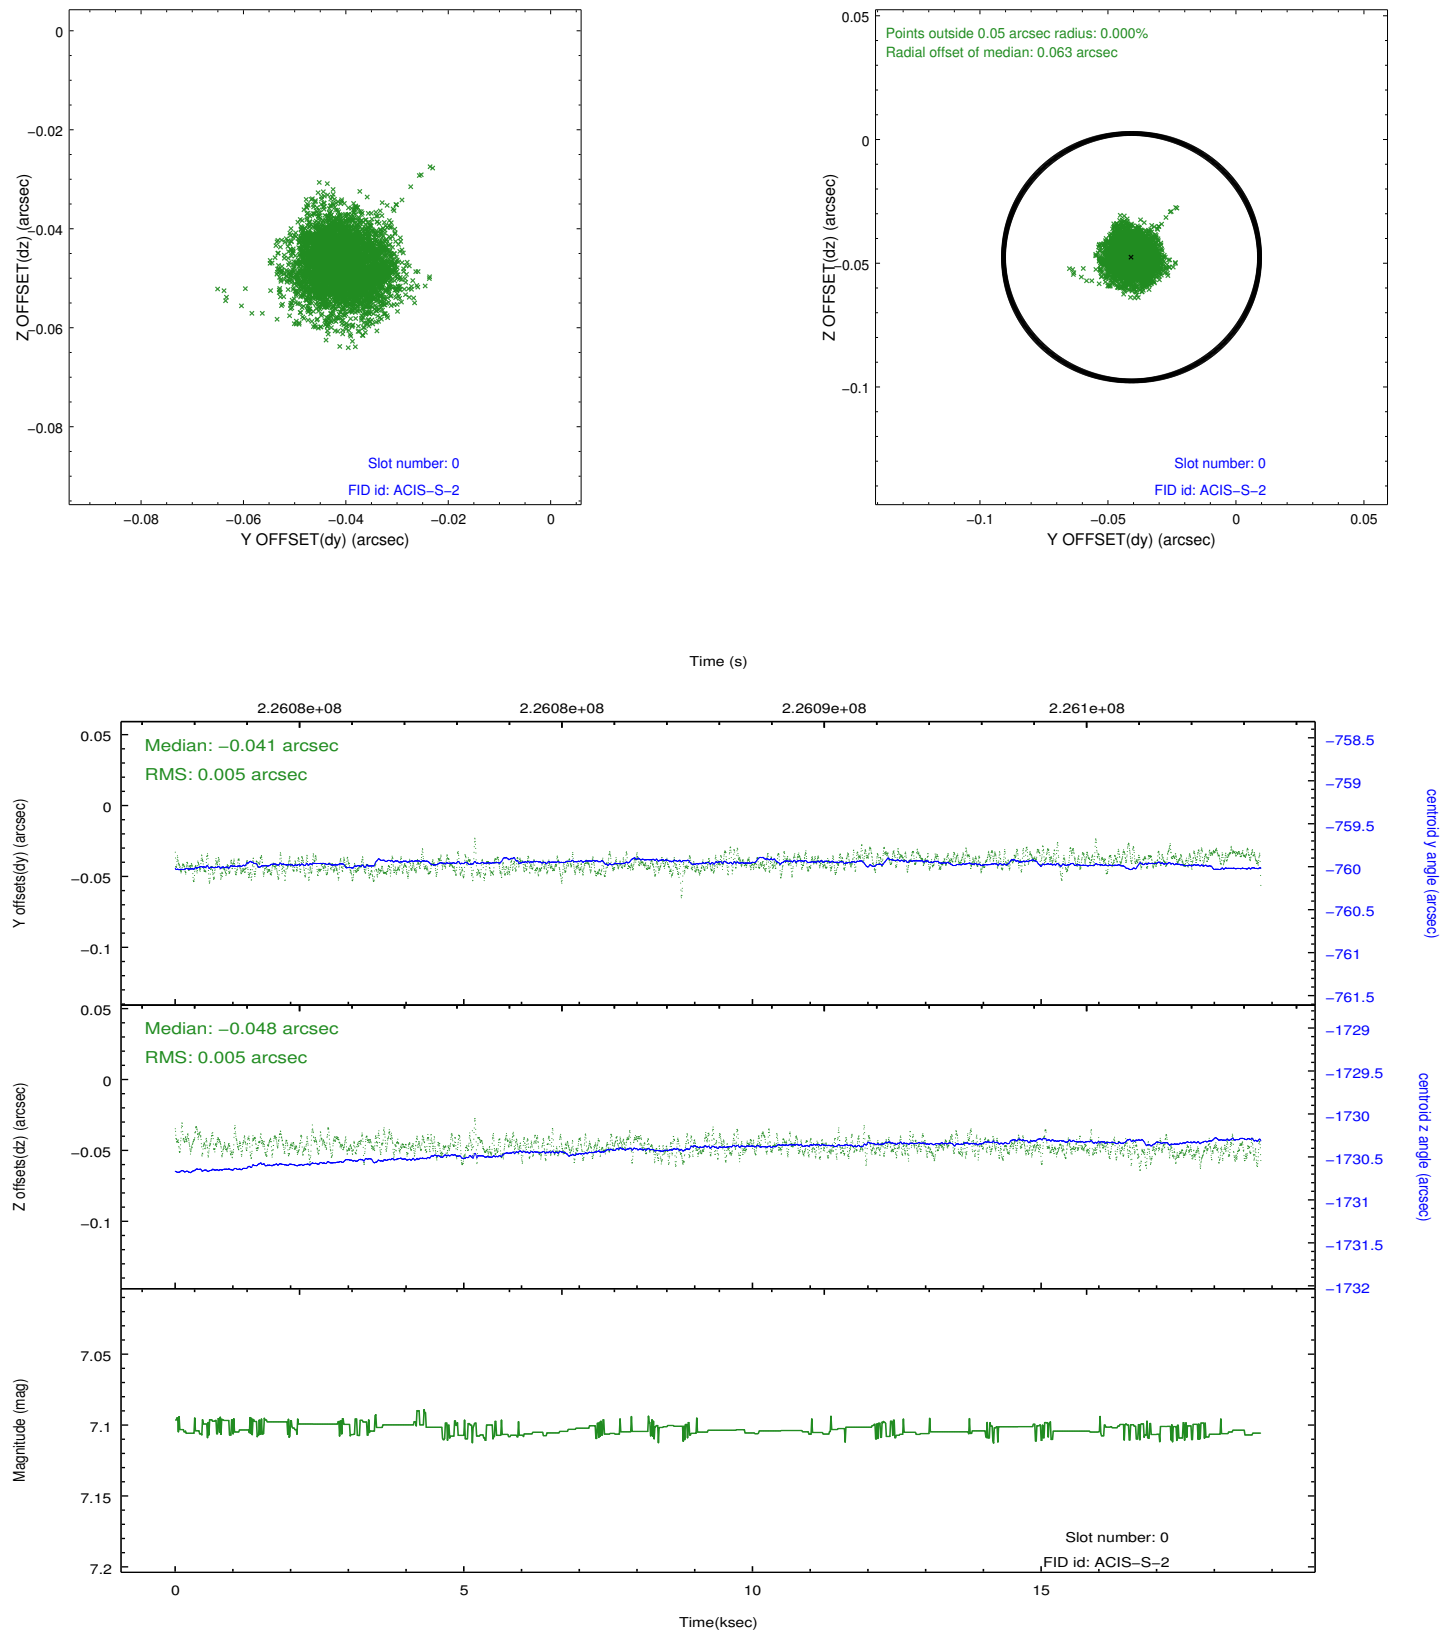 0
−0.02
−0.04
−0.06
−0.08
Z OFFSET(dz) (arcsec)
Slot number: 0
FID id: ACIS−S−2
−0.08
−0.06
−0.04
−0.02
0
Y OFFSET(dy) (arcsec)
0.05
0
−0.05
−0.1
Z OFFSET(dz) (arcsec)
Points outside 0.05 arcsec radius: 0.000%
Radial offset of median: 0.063 arcsec
Slot number: 0
FID id: ACIS−S−2
−0.1
−0.05
0
0.05
Y OFFSET(dy) (arcsec)
Time (s)
2.2608e+08
2.2608e+08
2.2609e+08
2.261e+08
0.05
0
−0.05
−0.1
Y offsets(dy) (arcsec)
Median: −0.041 arcsec
RMS: 0.005 arcsec
−758.5
−759
−759.5
−760
−760.5
−761
−761.5
centroid y angle (arcsec)
0.05
0
−0.05
−0.1
Z offsets(dz) (arcsec)
Median: −0.048 arcsec
RMS: 0.005 arcsec
−1729
−1729.5
−1730
−1730.5
−1731
−1731.5
−1732
centroid z angle (arcsec)
7.05
7.1
7.15
7.2
Magnitude (mag)
Slot number: 0
FID id: ACIS−S−2
0
5
10
15
Time(ksec)